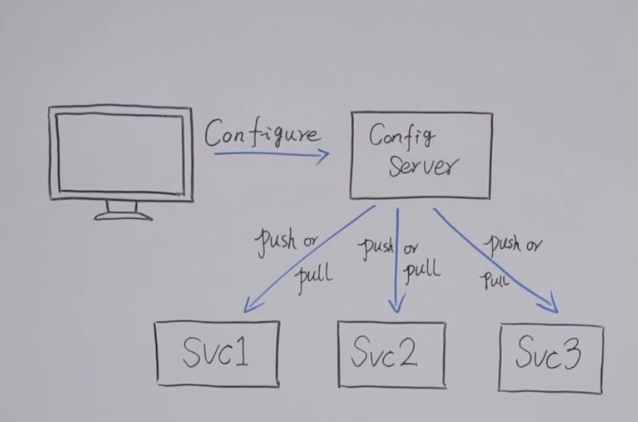 Configure
Config
Server
push or
pull
push or
pull
push or
pull
Svc1
Svc2
Svc3